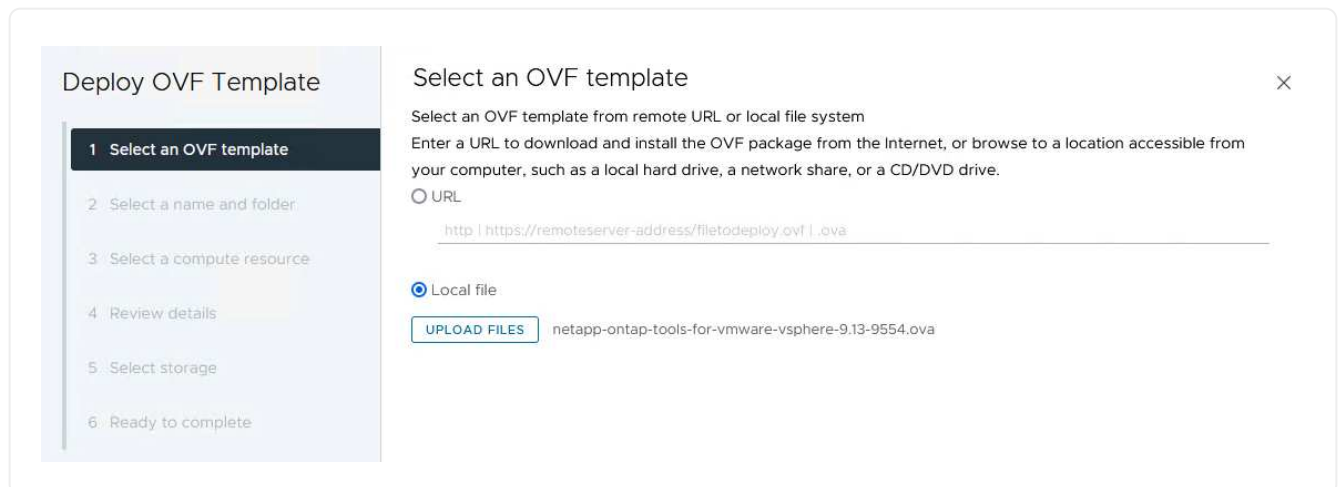 Deploy OVF Template
1 Select an OVF template
2 Select a name and folder
3 Select a compute resource
4 Review details
5 Select storage
6 Ready to complete
Select an OVF template
Select an OVF template from remote URL or local file system
Enter a URL to download and install the OVF package from the Internet, or browse to a location accessible from
your computer, such as a local hard drive, a network share, or a CD/DVD drive.
URL
http | https://remoteserver-address/filetodeploy.ovf | .ova
Local file
UPLOAD FILES netapp-ontap-tools-for-vmware-vsphere-9.13-9554.ova